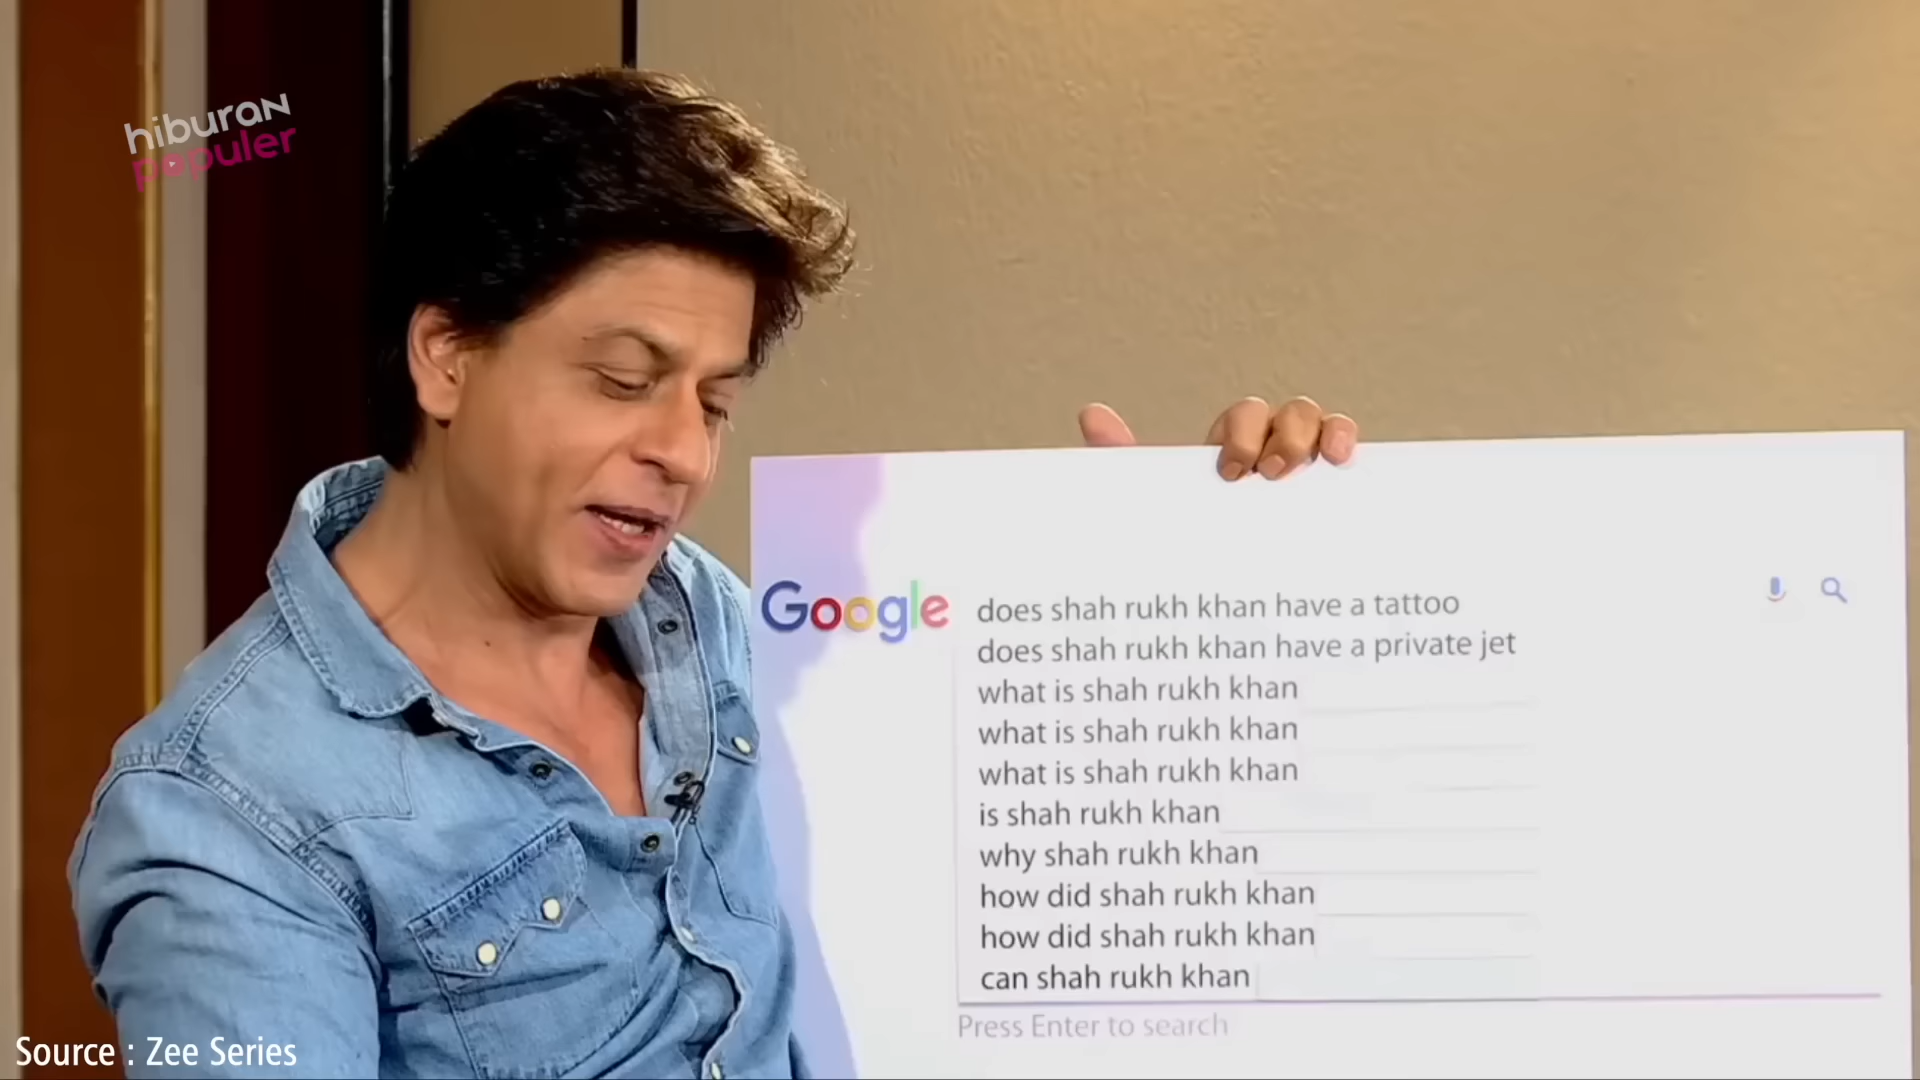 hiburan
populer
Google
does shah rukh khan have a tattoo
does shah rukh khan have a private jet
what is shah rukh khan
what is shah rukh khan
what is shah rukh khan
is shah rukh khan
why shah rukh khan
how did shah rukh khan
how did shah rukh khan
can shah rukh khan
Press Enter to search
Source : Zee Series